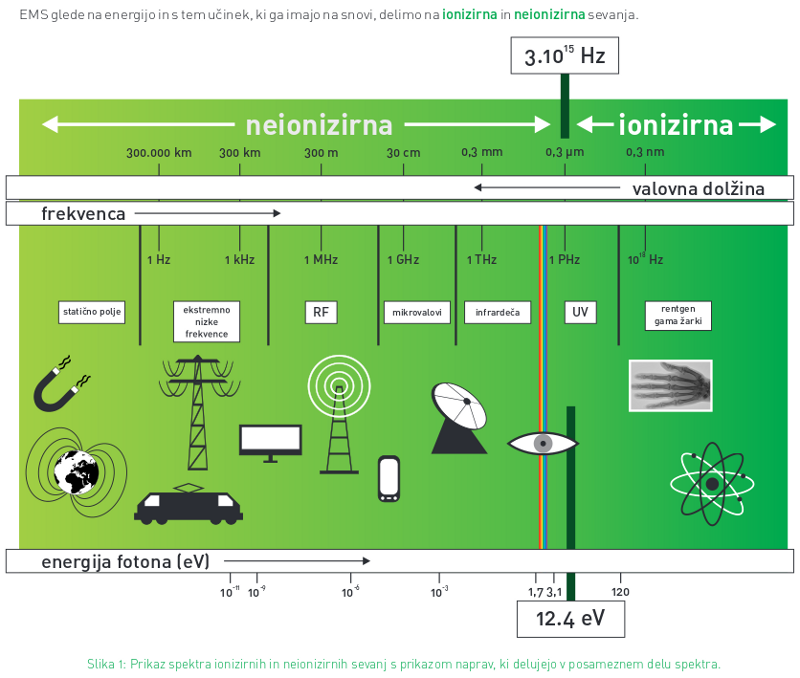 EMS glede na energijo in s tem učinek, ki ga imajo na snovi, delimo na ionizirna in neionizirna sevanja.
3.10¹⁵ Hz
neionizirna
ionizirna
300.000 km 300 km 300 m 30 cm 0,3 mm 0,3 µm 0,3 nm
valovna dolžina
frekvenca
1 Hz 1 kHz 1 MHz 1 GHz 1 THz 1 PHz 10¹⁸ Hz
statično polje
ekstremno
nizke
frekvence
RF
mikrovalovi
infrardeča
UV
rentgen
gama žarki
energija fotona (eV)
10⁻¹¹ 10⁻⁹ 10⁻⁶ 10⁻³ 1,7 3,1 120
12.4 eV
Slika 1: Prikaz spektra ionizirnih in neionizirnih sevanj s prikazom naprav, ki delujejo v posameznem delu spektra.